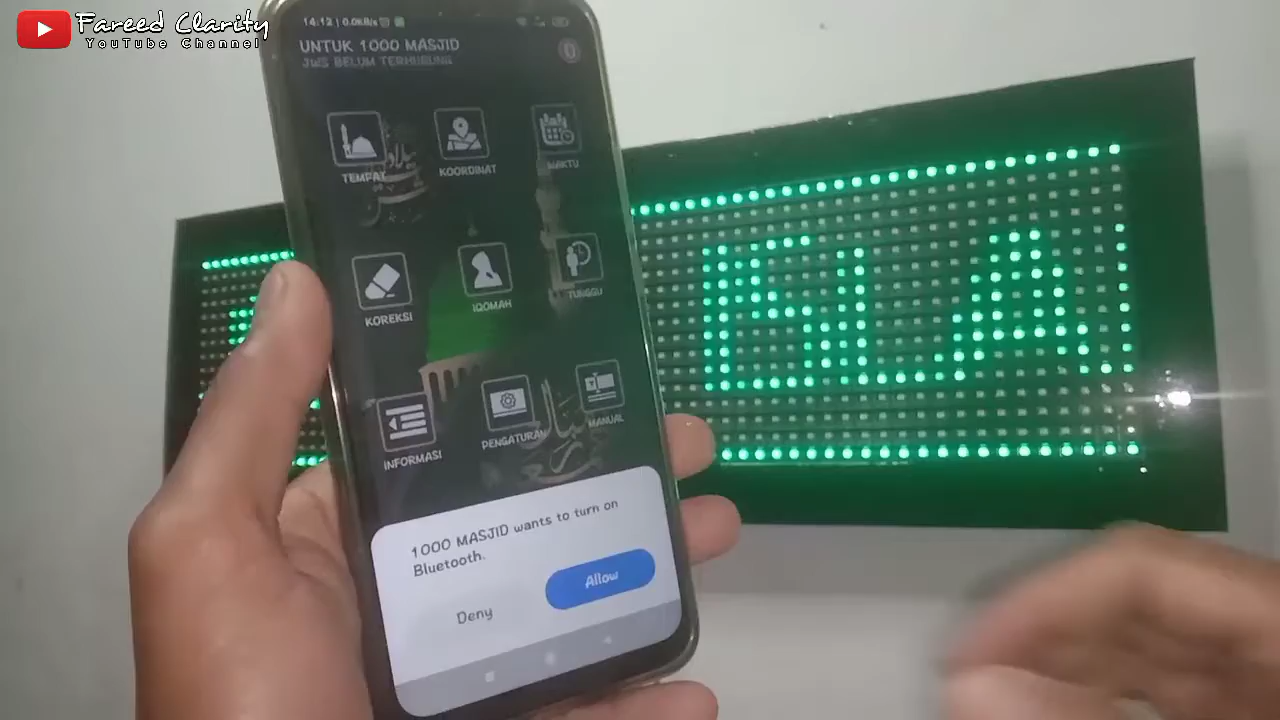 Fareed Clarity
YouTube Channel
14:12 | 0.0KB/s
UNTUK 1000 MASJID
JWS BELUM TERHUBUNG
TEMPAT
KOORDINAT
WAKTU
KOREKSI
IQOMAH
TUNGGU
INFORMASI
PENGATURAN
MANUAL
1000 MASJID wants to turn on
Bluetooth.
Deny
Allow